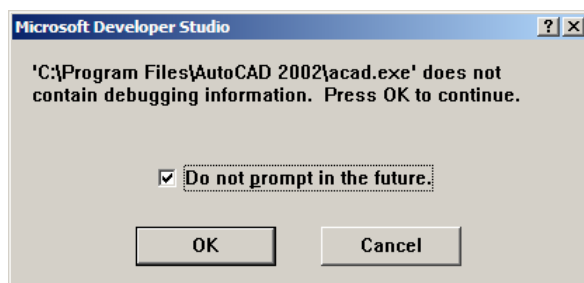 Microsoft Developer Studio
'C:\Program Files\AutoCAD 2002\acad.exe' does not
contain debugging information.  Press OK to continue.
Do not prompt in the future.
OK Cancel